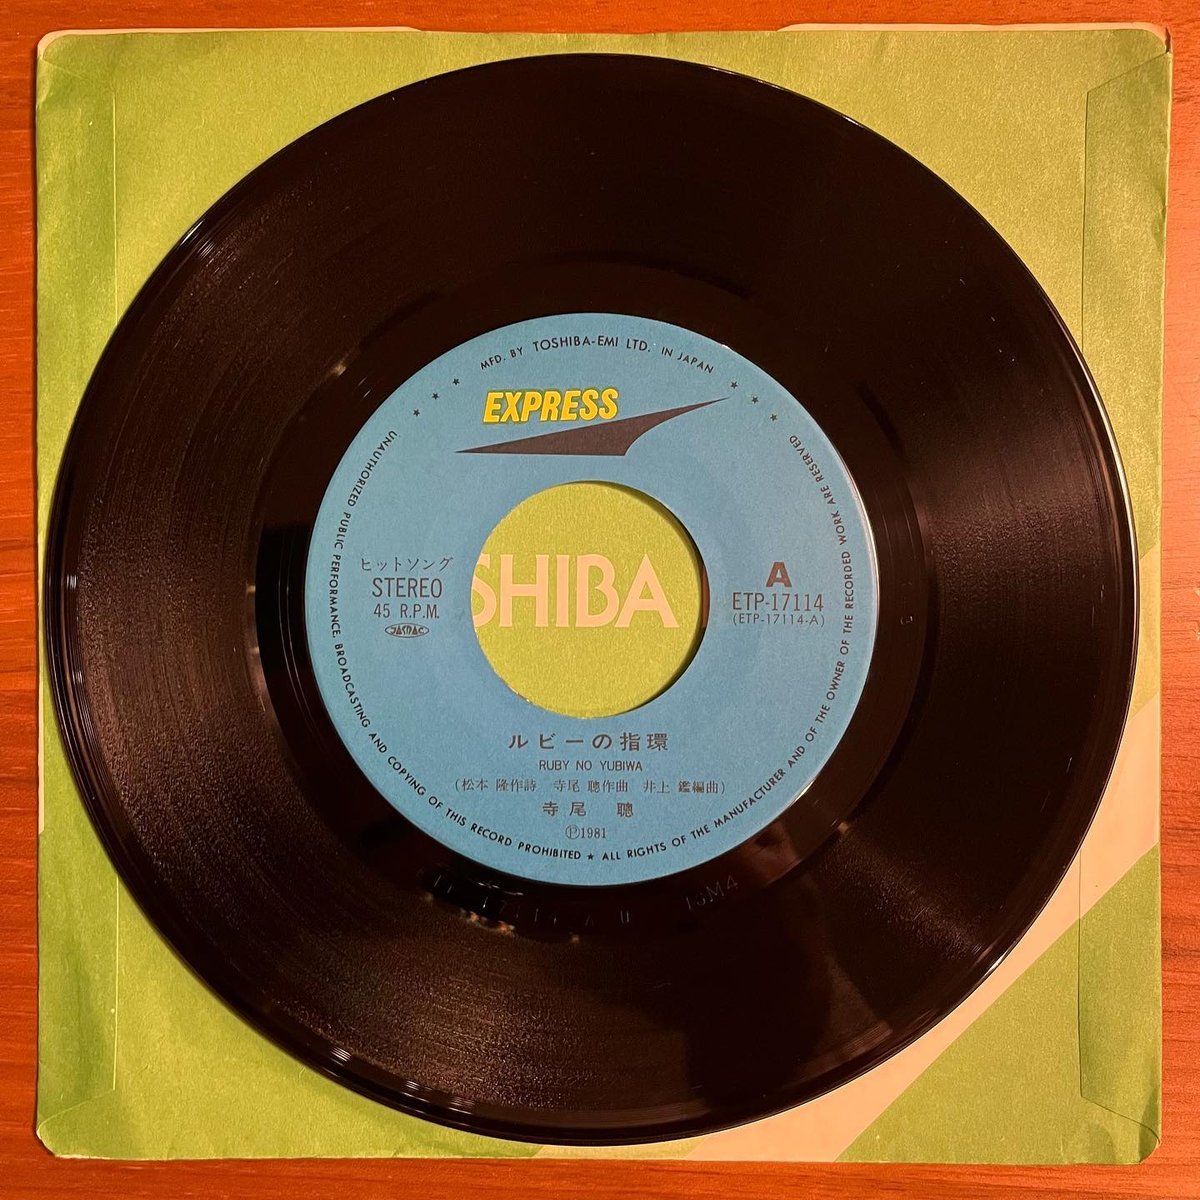 MFD. BY TOSHIBA-EMI LTD. IN JAPAN
EXPRESS
ヒットソング
STEREO
45 R.P.M.
JASRAC
SHIBA
A
ETP-17114
(ETP-17114-A)
ルビーの指環
RUBY NO YUBIWA
(松本 隆作詩 寺尾 聰作曲 井上 鑑編曲)
寺尾 聰
Ⓟ1981
UNAUTHORIZED PUBLIC PERFORMANCE, BROADCASTING AND COPYING OF THIS RECORD PROHIBITED ★ ALL RIGHTS OF THE MANUFACTURER AND OF THE OWNER OF THE RECORDED WORK ARE RESERVED